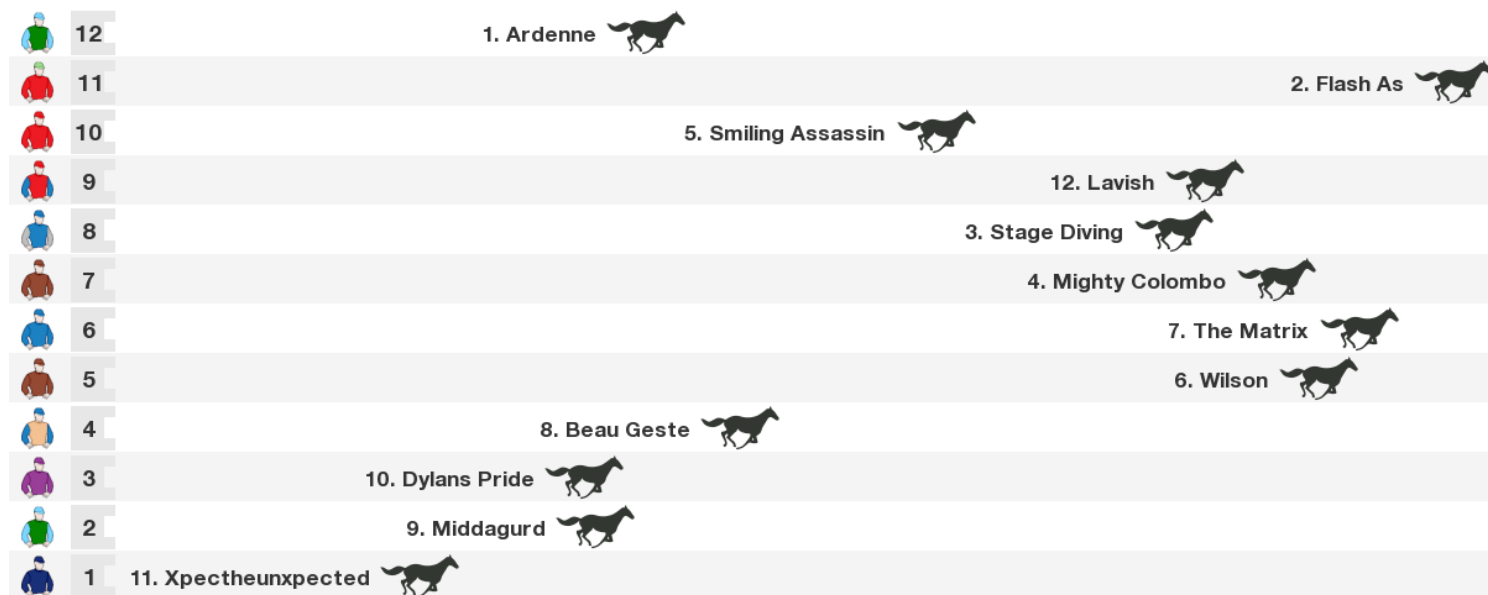 12 1. Ardenne
11 2. Flash As
10 5. Smiling Assassin
9 12. Lavish
8 3. Stage Diving
7 4. Mighty Colombo
6 7. The Matrix
5 6. Wilson
4 8. Beau Geste
3 10. Dylans Pride
2 9. Middagurd
1 11. Xpectheunxpected